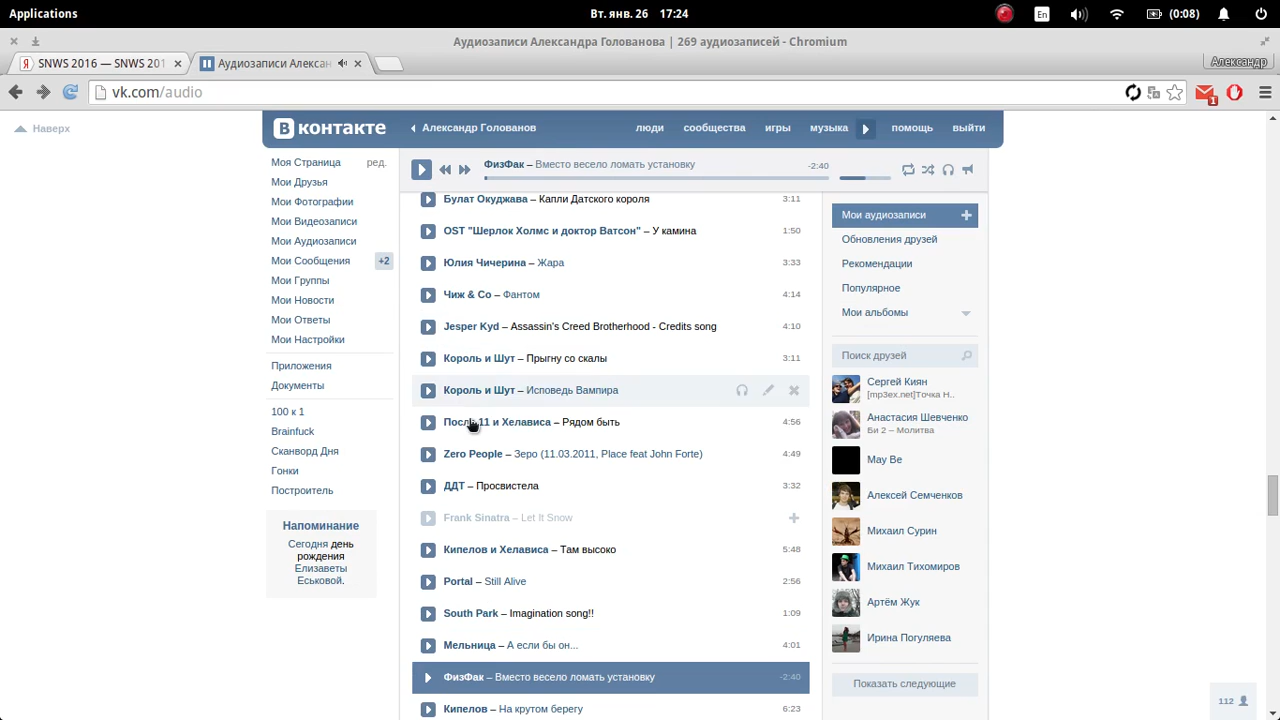 Applications
Вт. янв. 26 17:24
En
(0:08)
Аудиозаписи Александра Голованова | 269 аудиозаписей - Chromium
SNWS 2016 — SNWS 201
Аудиозаписи Алексан
Александр
vk.com/audio
1
Наверх
В контакте
Александр Голованов
люди
сообщества
игры
музыка
помощь
выйти
Моя Страница ред.
Мои Друзья
Мои Фотографии
Мои Видеозаписи
Мои Аудиозаписи
Мои Сообщения +2
Мои Группы
Мои Новости
Мои Ответы
Мои Настройки
Приложения
Документы
100 к 1
Brainfuck
Сканворд Дня
Гонки
Построитель
Напоминание
Сегодня день
рождения
Елизаветы
Еськовой.
ФизФак – Вместо весело ломать установку -2:40
Булат Окуджава – Капли Датского короля 3:11
OST "Шерлок Холмс и доктор Ватсон" – У камина 1:50
Юлия Чичерина – Жара 3:33
Чиж & Co – Фантом 4:14
Jesper Kyd – Assassin's Creed Brotherhood - Credits song 4:10
Король и Шут – Прыгну со скалы 3:11
Король и Шут – Исповедь Вампира
После 11 и Хелависа – Рядом быть 4:56
Zero People – Зеро (11.03.2011, Place feat John Forte) 4:49
ДДТ – Просвистела 3:32
Frank Sinatra – Let It Snow
Кипелов и Хелависа – Там высоко 5:48
Portal – Still Alive 2:56
South Park – Imagination song!! 1:09
Мельница – А если бы он... 4:01
ФизФак – Вместо весело ломать установку -2:40
Кипелов – На крутом берегу 6:23
Мои аудиозаписи
Обновления друзей
Рекомендации
Популярное
Мои альбомы
Поиск друзей
Сергей Киян
[mp3ex.net]Точка Н..
Анастасия Шевченко
Би 2 – Молитва
May Be
Алексей Семченков
Михаил Сурин
Михаил Тихомиров
Артём Жук
Ирина Погуляева
Показать следующие
112